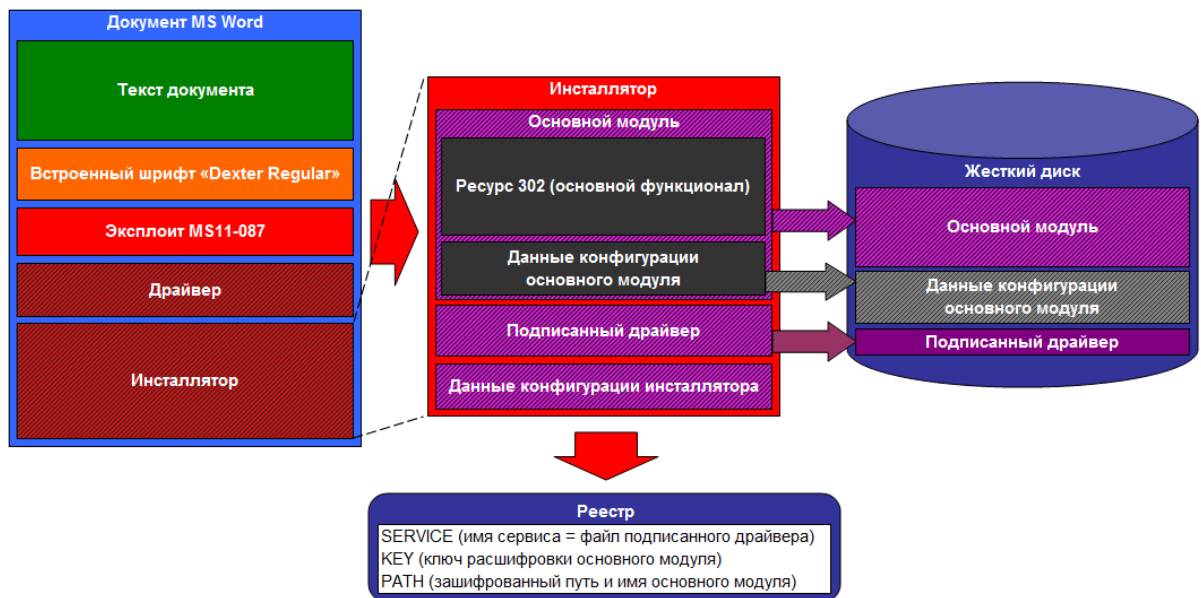 Документ MS Word
Текст документа
Встроенный шрифт «Dexter Regular»
Эксплоит MS11-087
Драйвер
Инсталлятор
Инсталлятор
Основной модуль
Ресурс 302 (основной функционал)
Данные конфигурации
основного модуля
Подписанный драйвер
Данные конфигурации инсталлятора
Жесткий диск
Основной модуль
Данные конфигурации
основного модуля
Подписанный драйвер
Реестр
SERVICE (имя сервиса = файл подписанного драйвера)
KEY (ключ расшифровки основного модуля)
PATH (зашифрованный путь и имя основного модуля)